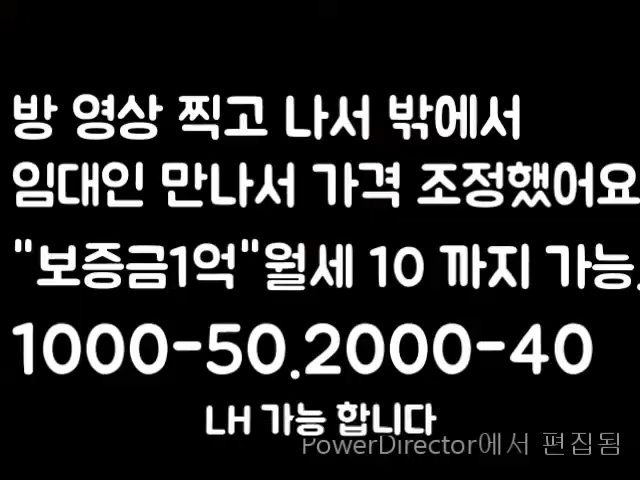 방 영상 찍고 나서 밖에서
임대인 만나서 가격 조정했어요
"보증금1억"월세 10 까지 가능.
1000-50.2000-40
LH 가능 합니다
PowerDirector에서 편집됨